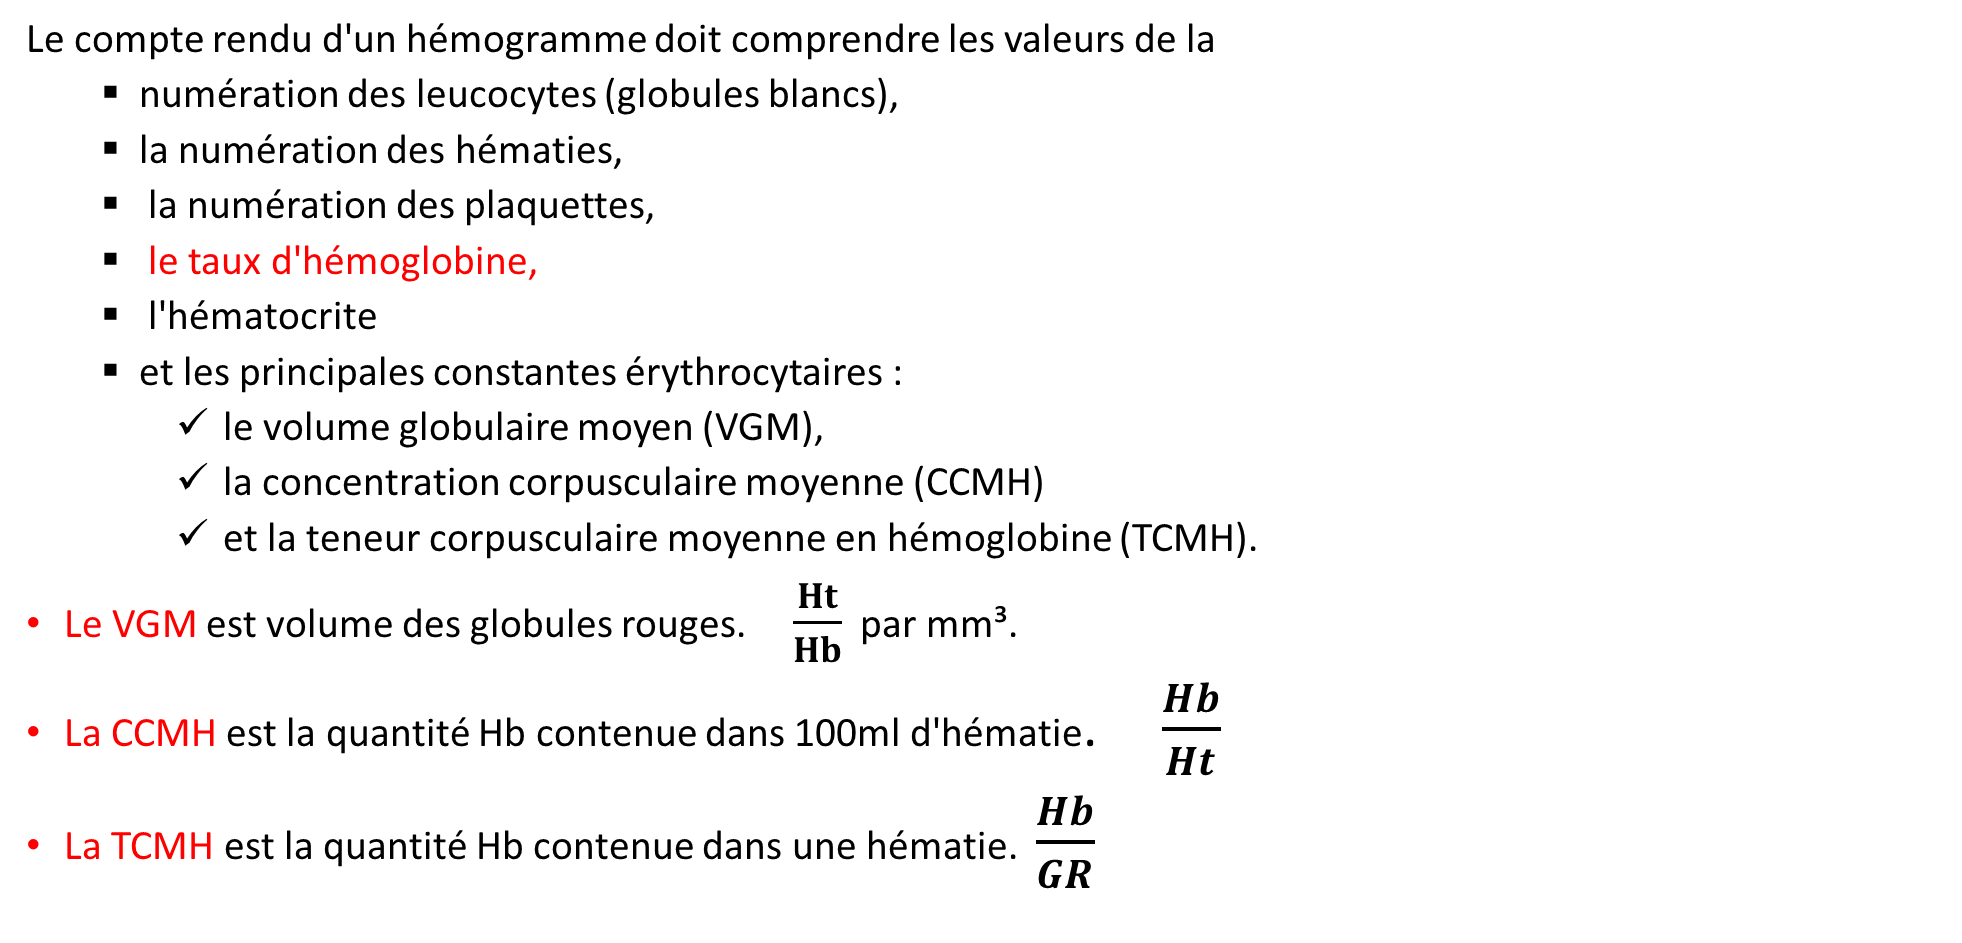 Le compte rendu d'un hémogramme doit comprendre les valeurs de la
▪ numération des leucocytes (globules blancs),
▪ la numération des hématies,
▪ la numération des plaquettes,
▪ le taux d'hémoglobine,
▪ l'hématocrite
▪ et les principales constantes érythrocytaires :
✓ le volume globulaire moyen (VGM),
✓ la concentration corpusculaire moyenne (CCMH)
✓ et la teneur corpusculaire moyenne en hémoglobine (TCMH).
• Le VGM est volume des globules rouges. Ht/Hb par mm³.
• La CCMH est la quantité Hb contenue dans 100ml d'hématie. Hb/Ht
• La TCMH est la quantité Hb contenue dans une hématie. Hb/GR